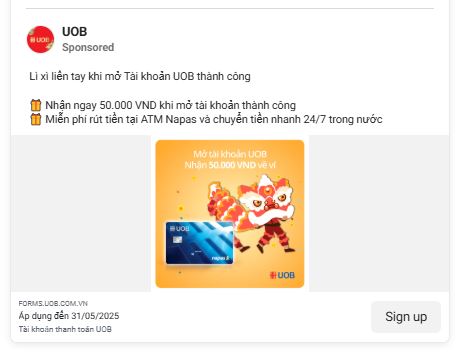 UOB
UOB
Sponsored
Lì xì liền tay khi mở Tài khoản UOB thành công
🎁 Nhận ngay 50.000 VND khi mở tài khoản thành công
🎁 Miễn phí rút tiền tại ATM Napas và chuyển tiền nhanh 24/7 trong nước
Mở tài khoản UOB
Nhận 50.000 VND về ví
UOB
napas
UOB
FORMS.UOB.COM.VN
Áp dụng đến 31/05/2025
Tài khoản thanh toán UOB
Sign up